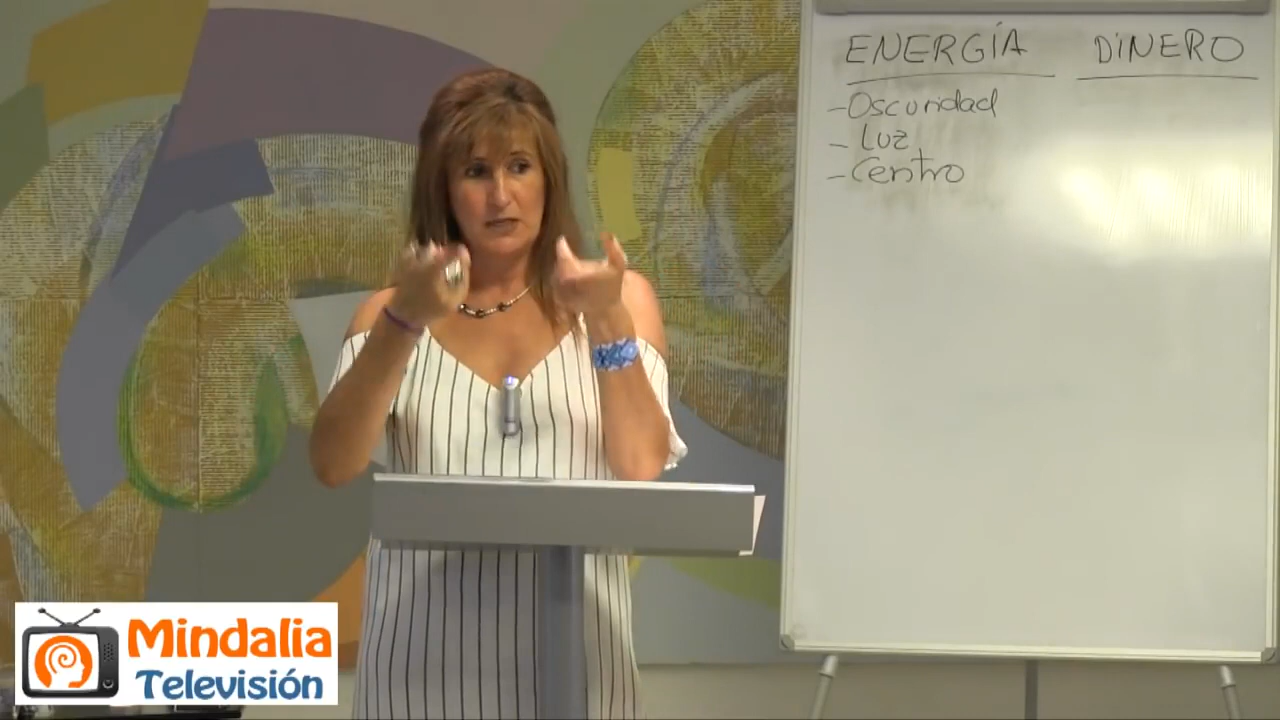 ENERGÍA DINERO
- Oscuridad
- Luz
- Centro
Mindalia
Televisión